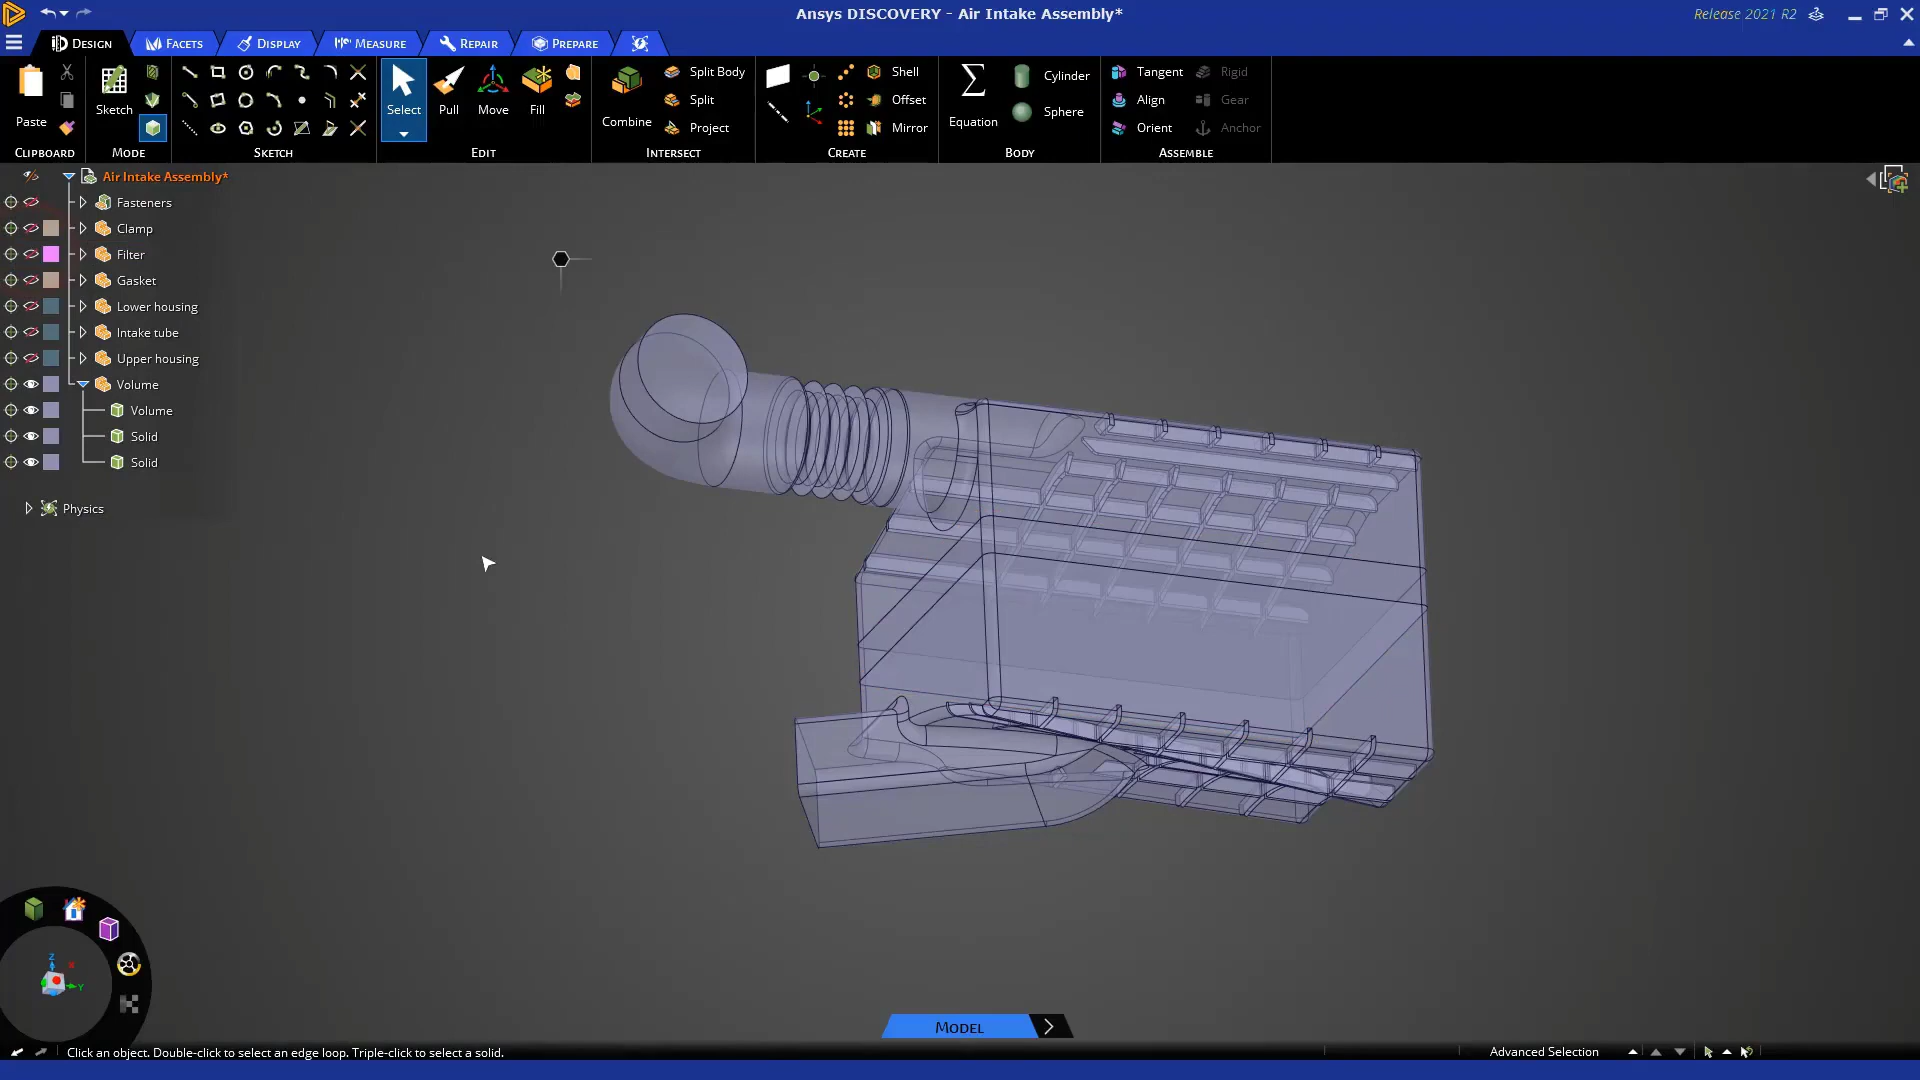 Ansys DISCOVERY - Air Intake Assembly*
Release 2021 R2
DESIGN
FACETS
DISPLAY
MEASURE
REPAIR
PREPARE
Paste
CLIPBOARD
Sketch
MODE
SKETCH
Select
Pull
Move
Fill
EDIT
Combine
Split Body
Split
Project
INTERSECT
Shell
Offset
Mirror
CREATE
Equation
Cylinder
Sphere
BODY
Tangent
Align
Orient
Rigid
Gear
Anchor
ASSEMBLE
Air Intake Assembly*
Fasteners
Clamp
Filter
Gasket
Lower housing
Intake tube
Upper housing
Volume
Volume
Solid
Solid
Physics
Z
X
Y
MODEL
Click an object. Double-click to select an edge loop. Triple-click to select a solid.
Advanced Selection